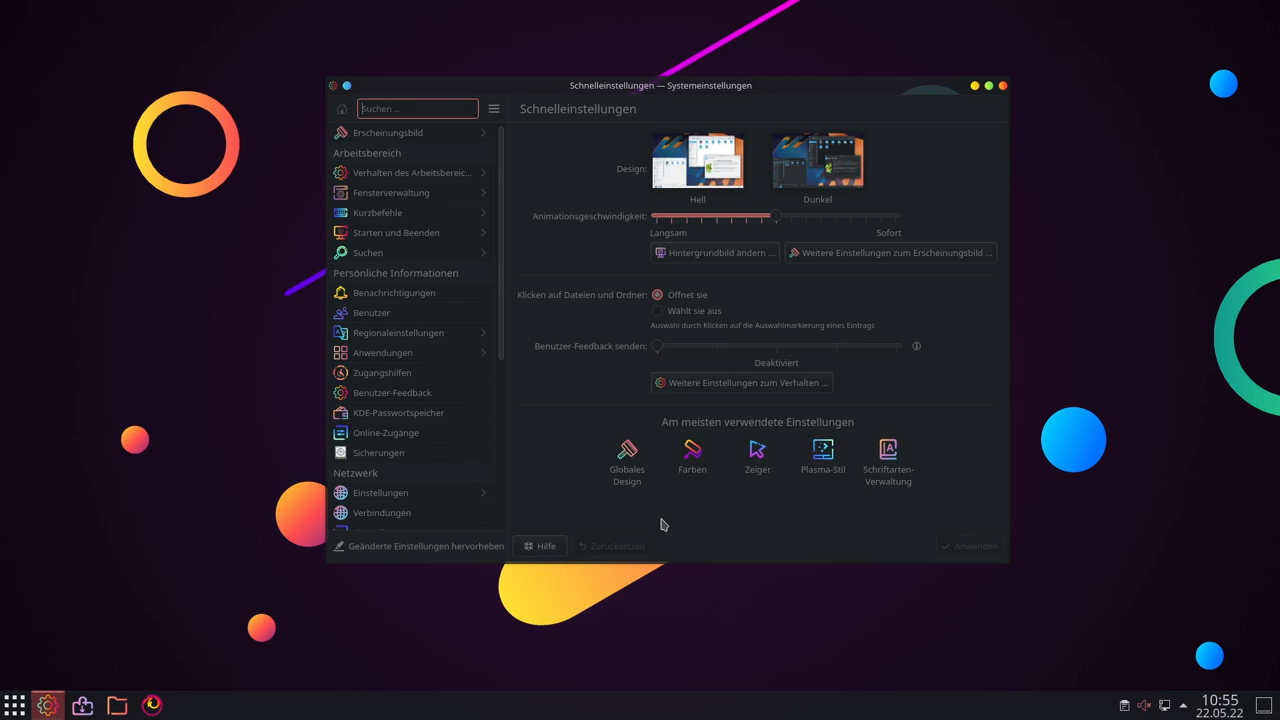 Schnelleinstellungen — Systemeinstellungen
Suchen ...
Schnelleinstellungen
Erscheinungsbild
Arbeitsbereich
Verhalten des Arbeitsbereic...
Fensterverwaltung
Kurzbefehle
Starten und Beenden
Suchen
Persönliche Informationen
Benachrichtigungen
Benutzer
Regionaleinstellungen
Anwendungen
Zugangshilfen
Benutzer-Feedback
KDE-Passwortspeicher
Online-Zugänge
Sicherungen
Netzwerk
Einstellungen
Verbindungen
Geänderte Einstellungen hervorheben
Design:
Hell
Dunkel
Animationsgeschwindigkeit:
Langsam
Sofort
Hintergrundbild ändern ...
Weitere Einstellungen zum Erscheinungsbild ...
Klicken auf Dateien und Ordner:
Öffnet sie
Wählt sie aus
Auswahl durch Klicken auf die Auswahlmarkierung eines Eintrags
Benutzer-Feedback senden:
Deaktiviert
Weitere Einstellungen zum Verhalten ...
Am meisten verwendete Einstellungen
Globales
Design
Farben
Zeiger
Plasma-Stil
Schriftarten-
Verwaltung
Hilfe
Zurücksetzen
Anwenden
10:55
22.05.22